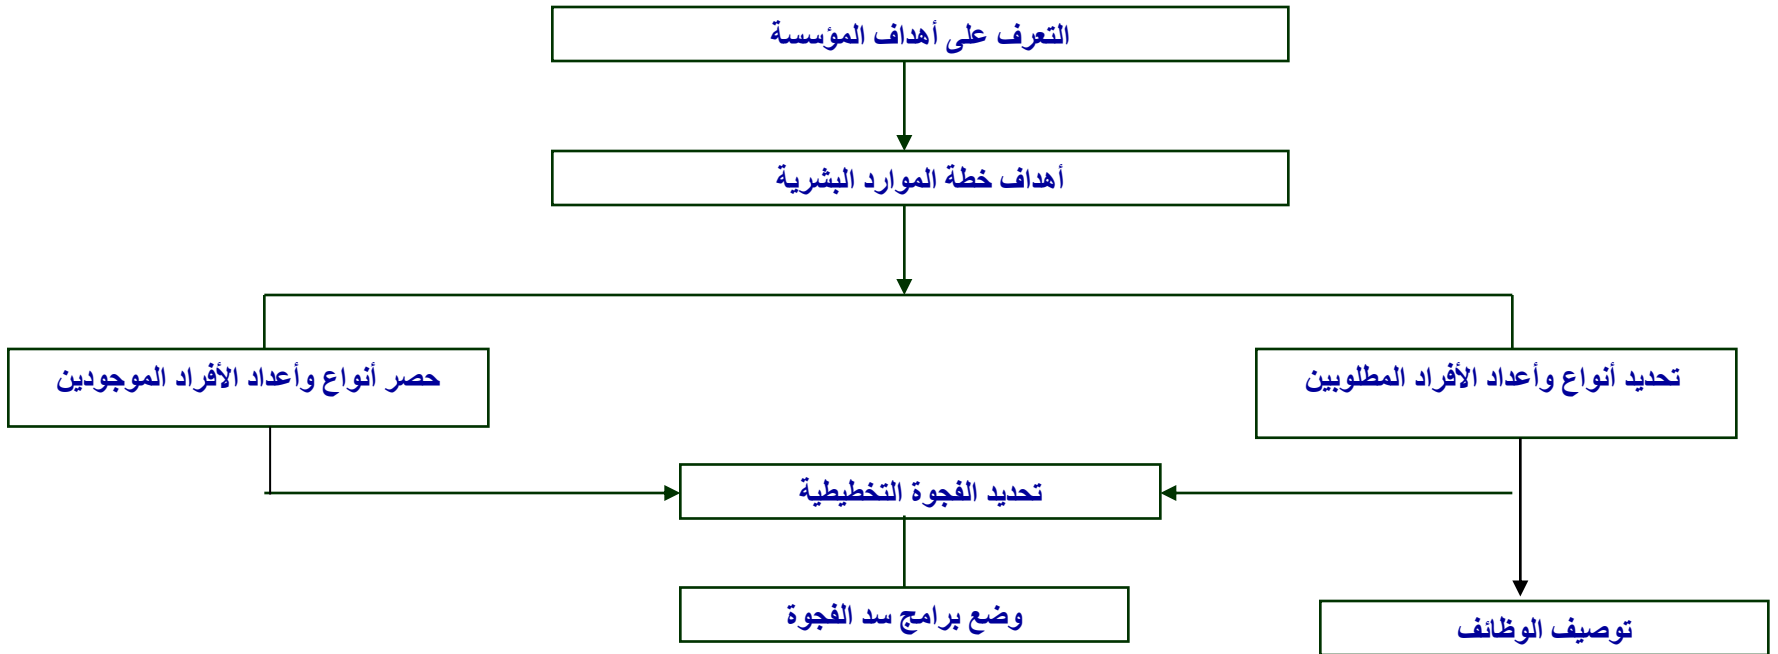 التعرف على أهداف المؤسسة
أهداف خطة الموارد البشرية
تحديد أنواع وأعداد الأفراد المطلوبين
حصر أنواع وأعداد الأفراد الموجودين
تحديد الفجوة التخطيطية
وضع برامج سد الفجوة
توصيف الوظائف